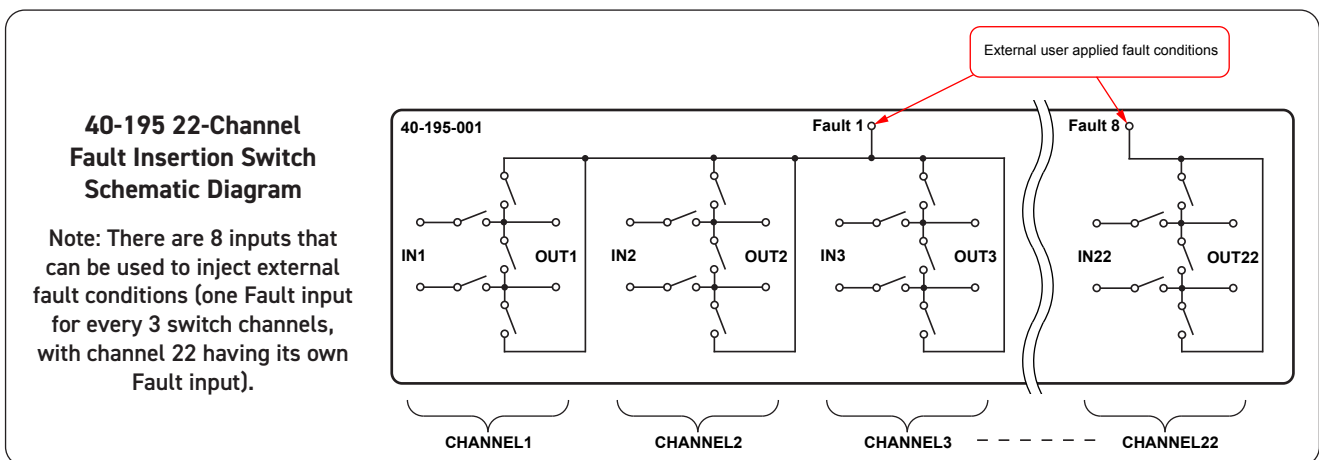 40-195 22-Channel
Fault Insertion Switch
Schematic Diagram
Note: There are 8 inputs that
can be used to inject external
fault conditions (one Fault input
for every 3 switch channels,
with channel 22 having its own
Fault input).
External user applied fault conditions
40-195-001
Fault 1
Fault 8
IN1
OUT1
IN2
OUT2
IN3
OUT3
IN22
OUT22
CHANNEL1
CHANNEL2
CHANNEL3
CHANNEL22